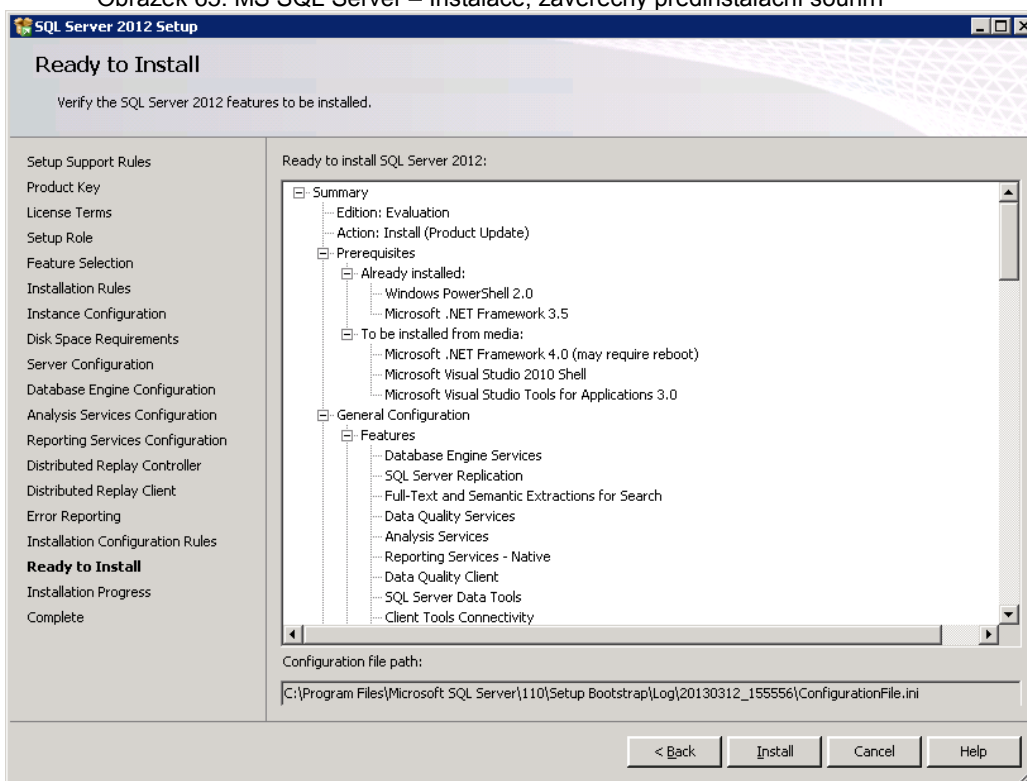 Obrázek 65: MS SQL Server – Instalace, závěrečný předinstalační souhrn
SQL Server 2012 Setup
Ready to Install
Verify the SQL Server 2012 features to be installed.
Setup Support Rules
Product Key
License Terms
Setup Role
Feature Selection
Installation Rules
Instance Configuration
Disk Space Requirements
Server Configuration
Database Engine Configuration
Analysis Services Configuration
Reporting Services Configuration
Distributed Replay Controller
Distributed Replay Client
Error Reporting
Installation Configuration Rules
Ready to Install
Installation Progress
Complete
Ready to install SQL Server 2012:
Summary
Edition: Evaluation
Action: Install (Product Update)
Prerequisites
Already installed:
Windows PowerShell 2.0
Microsoft .NET Framework 3.5
To be installed from media:
Microsoft .NET Framework 4.0 (may require reboot)
Microsoft Visual Studio 2010 Shell
Microsoft Visual Studio Tools for Applications 3.0
General Configuration
Features
Database Engine Services
SQL Server Replication
Full-Text and Semantic Extractions for Search
Data Quality Services
Analysis Services
Reporting Services - Native
Data Quality Client
SQL Server Data Tools
Client Tools Connectivity
Configuration file path:
C:\Program Files\Microsoft SQL Server\110\Setup Bootstrap\Log\20130312_155556\ConfigurationFile.ini
< Back
Install
Cancel
Help